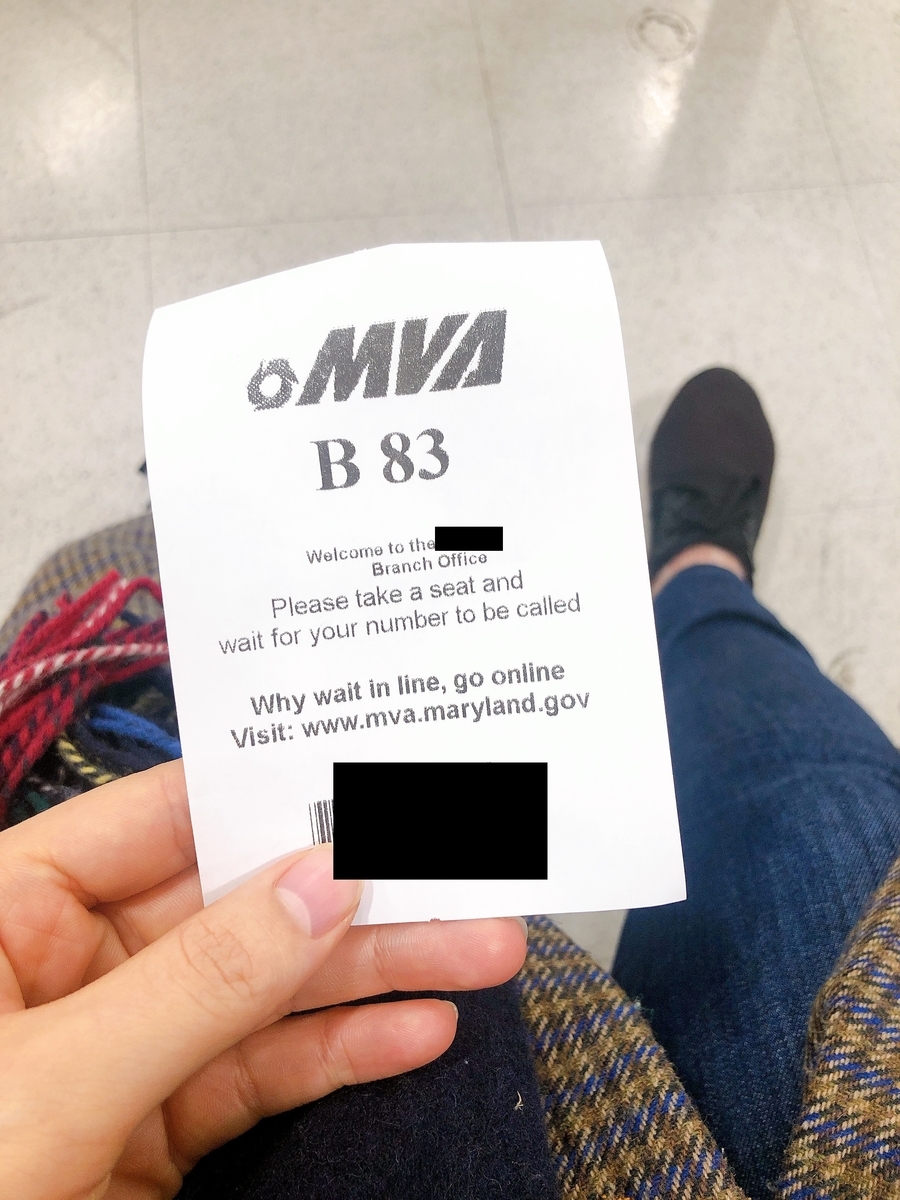 MVA
B 83
Welcome to the
Branch Office
Please take a seat and
wait for your number to be called
Why wait in line, go online
Visit: www.mva.maryland.gov